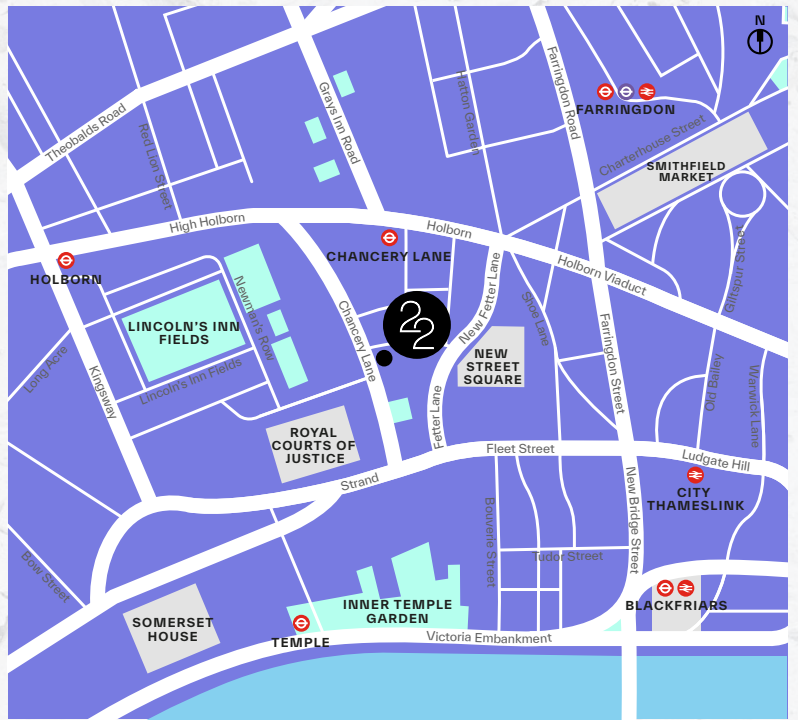 N
Theobalds Road
Red Lion Street
Grays Inn Road
Hatton Garden
Farringdon Road
FARRINGDON
Charterhouse Street
SMITHFIELD
MARKET
High Holborn
Holborn
CHANCERY LANE
HOLBORN
Holborn Viaduct
Giltspur Street
LINCOLN'S INN
FIELDS
Newman's Row
Chancery Lane
22
New Fetter Lane
Shoe Lane
Farringdon Street
NEW
STREET
SQUARE
Long Acre
Kingsway
Lincoln's Inn Fields
Fetter Lane
Old Bailey
Warwick Lane
ROYAL
COURTS OF
JUSTICE
Fleet Street
Ludgate Hill
Strand
CITY
THAMESLINK
Bouverie Street
New Bridge Street
Tudor Street
Bow Street
SOMERSET
HOUSE
TEMPLE
INNER TEMPLE
GARDEN
BLACKFRIARS
Victoria Embankment